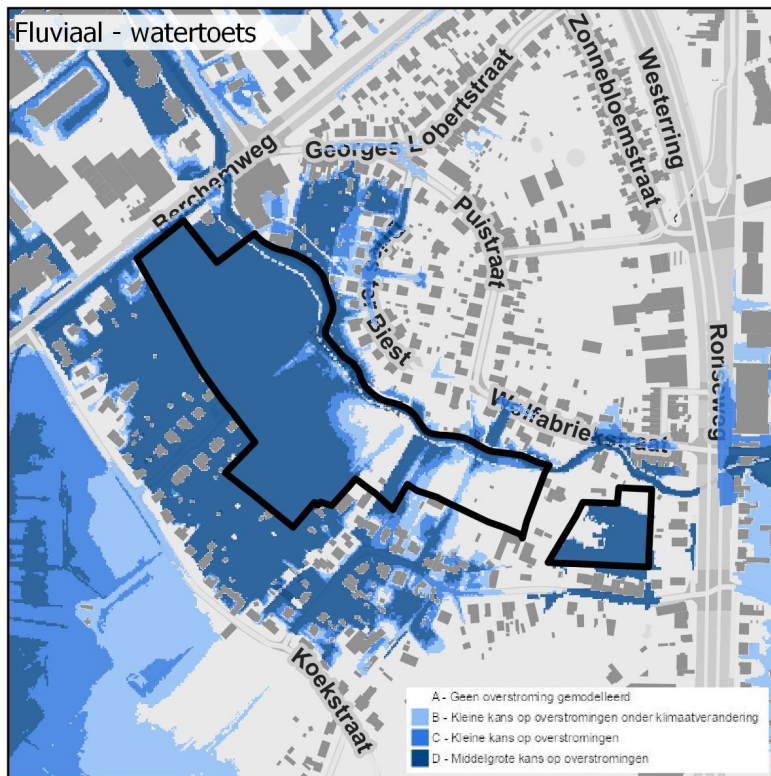 Fluviaal - watertoets
Berchemweg
Georges Lobertstraat
Zonnebloemstraat
Westerring
Puistraat
ter Biest
Wolfabriekstraat
Ronseweg
Koekstraat
A - Geen overstroming gemodelleerd
B - Kleine kans op overstromingen onder klimaatverandering
C - Kleine kans op overstromingen
D - Middelgrote kans op overstromingen